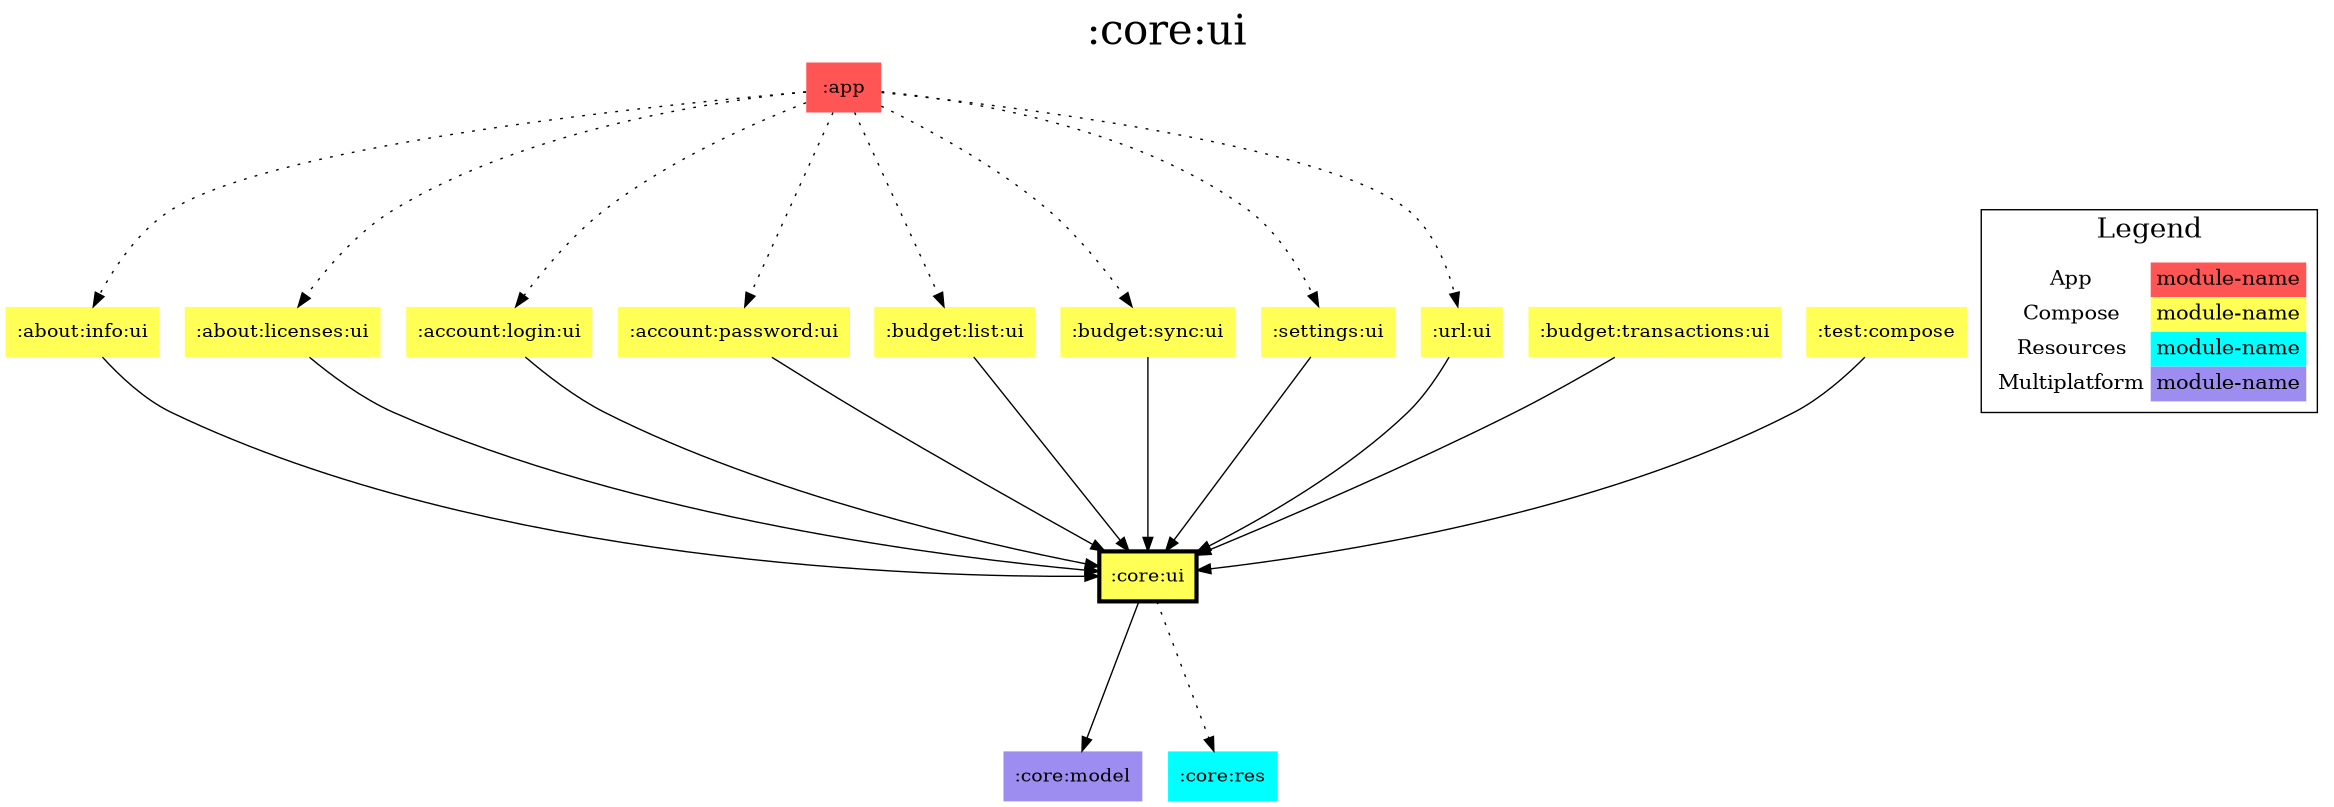 :core:ui
:app
:about:info:ui
:about:licenses:ui
:account:login:ui
:account:password:ui
:budget:list:ui
:budget:sync:ui
:settings:ui
:url:ui
:budget:transactions:ui
:test:compose
Legend
App module-name
Compose module-name
Resources module-name
Multiplatform module-name
:core:ui
:core:model
:core:res